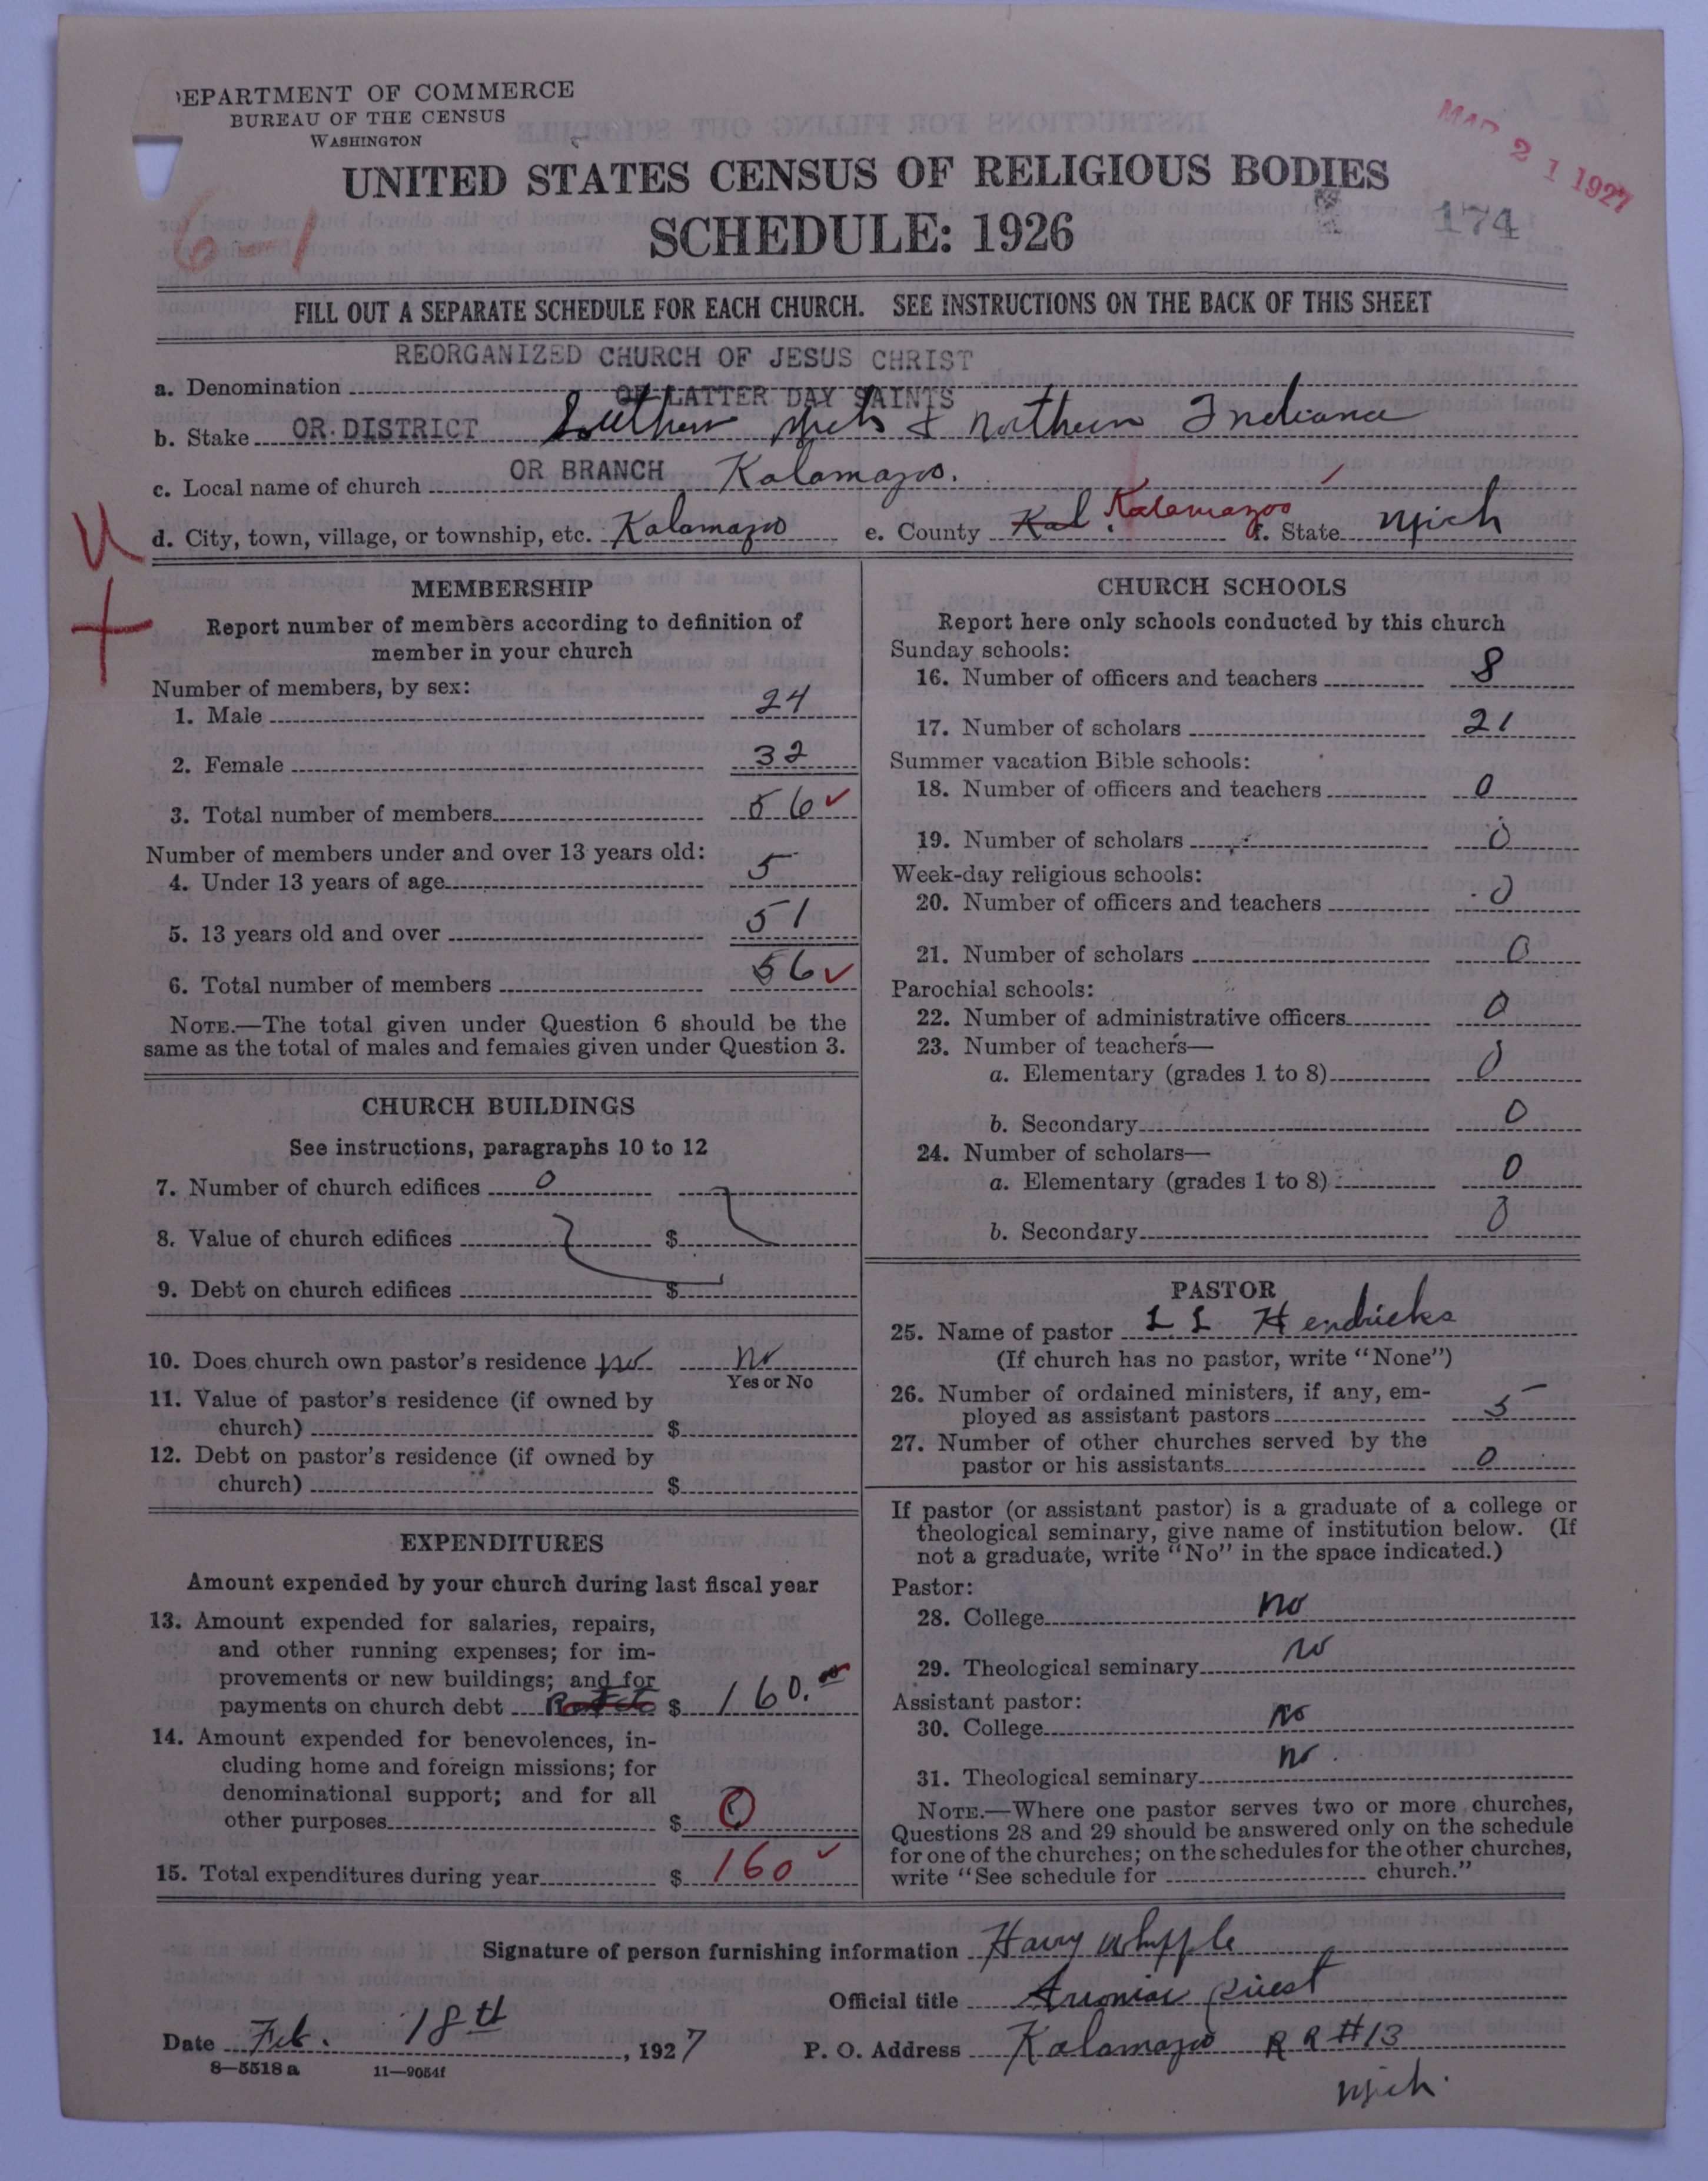 DEPARTMENT OF COMMERCE
BUREAU OF THE CENSUS
WASHINGTON
UNITED STATES CENSUS OF RELIGIOUS BODIES
SCHEDULE: 1926
MAR 21 1927
174
6-1
FILL OUT A SEPARATE SCHEDULE FOR EACH CHURCH. SEE INSTRUCTIONS ON THE BACK OF THIS SHEET
REORGANIZED CHURCH OF JESUS CHRIST
a. Denomination OF LATTER DAY SAINTS
b. Stake OR DISTRICT Southern Mich & Northern Indiana
c. Local name of church OR BRANCH Kalamazoo.
d. City, town, village, or township, etc. Kalamazoo e. County Kal. Kalamazoo f. State Mich
MEMBERSHIP
Report number of members according to definition of
member in your church
Number of members, by sex:
1. Male 24
2. Female 32
3. Total number of members 56 ✓
Number of members under and over 13 years old:
4. Under 13 years of age 5
5. 13 years old and over 51
6. Total number of members 56 ✓
NOTE.—The total given under Question 6 should be the
same as the total of males and females given under Question 3.
CHURCH BUILDINGS
See instructions, paragraphs 10 to 12
7. Number of church edifices 0
8. Value of church edifices $
9. Debt on church edifices $
10. Does church own pastor's residence no no
Yes or No
11. Value of pastor's residence (if owned by
church) $
12. Debt on pastor's residence (if owned by
church) $
EXPENDITURES
Amount expended by your church during last fiscal year
13. Amount expended for salaries, repairs,
and other running expenses; for im-
provements or new buildings; and for
payments on church debt $ 160.00
14. Amount expended for benevolences, in-
cluding home and foreign missions; for
denominational support; and for all
other purposes $ 0
15. Total expenditures during year $ 160 ✓
CHURCH SCHOOLS
Report here only schools conducted by this church
Sunday schools:
16. Number of officers and teachers 8
17. Number of scholars 21
Summer vacation Bible schools:
18. Number of officers and teachers 0
19. Number of scholars 0
Week-day religious schools:
20. Number of officers and teachers 0
21. Number of scholars 0
Parochial schools:
22. Number of administrative officers 0
23. Number of teachers—
a. Elementary (grades 1 to 8) 0
b. Secondary 0
24. Number of scholars—
a. Elementary (grades 1 to 8) 0
b. Secondary 0
PASTOR
25. Name of pastor L L Hendricks
(If church has no pastor, write "None")
26. Number of ordained ministers, if any, em-
ployed as assistant pastors 5
27. Number of other churches served by the
pastor or his assistants 0
If pastor (or assistant pastor) is a graduate of a college or
theological seminary, give name of institution below. (If
not a graduate, write "No" in the space indicated.)
Pastor:
28. College no
29. Theological seminary no
Assistant pastor:
30. College no
31. Theological seminary no.
NOTE.—Where one pastor serves two or more churches,
Questions 28 and 29 should be answered only on the schedule
for one of the churches; on the schedules for the other churches,
write "See schedule for church."
Signature of person furnishing information Harry Whipple
Official title priest
Date Feb. 18th, 1927 P. O. Address Kalamazoo R R #13
8-5518a 11-9054f Mich.